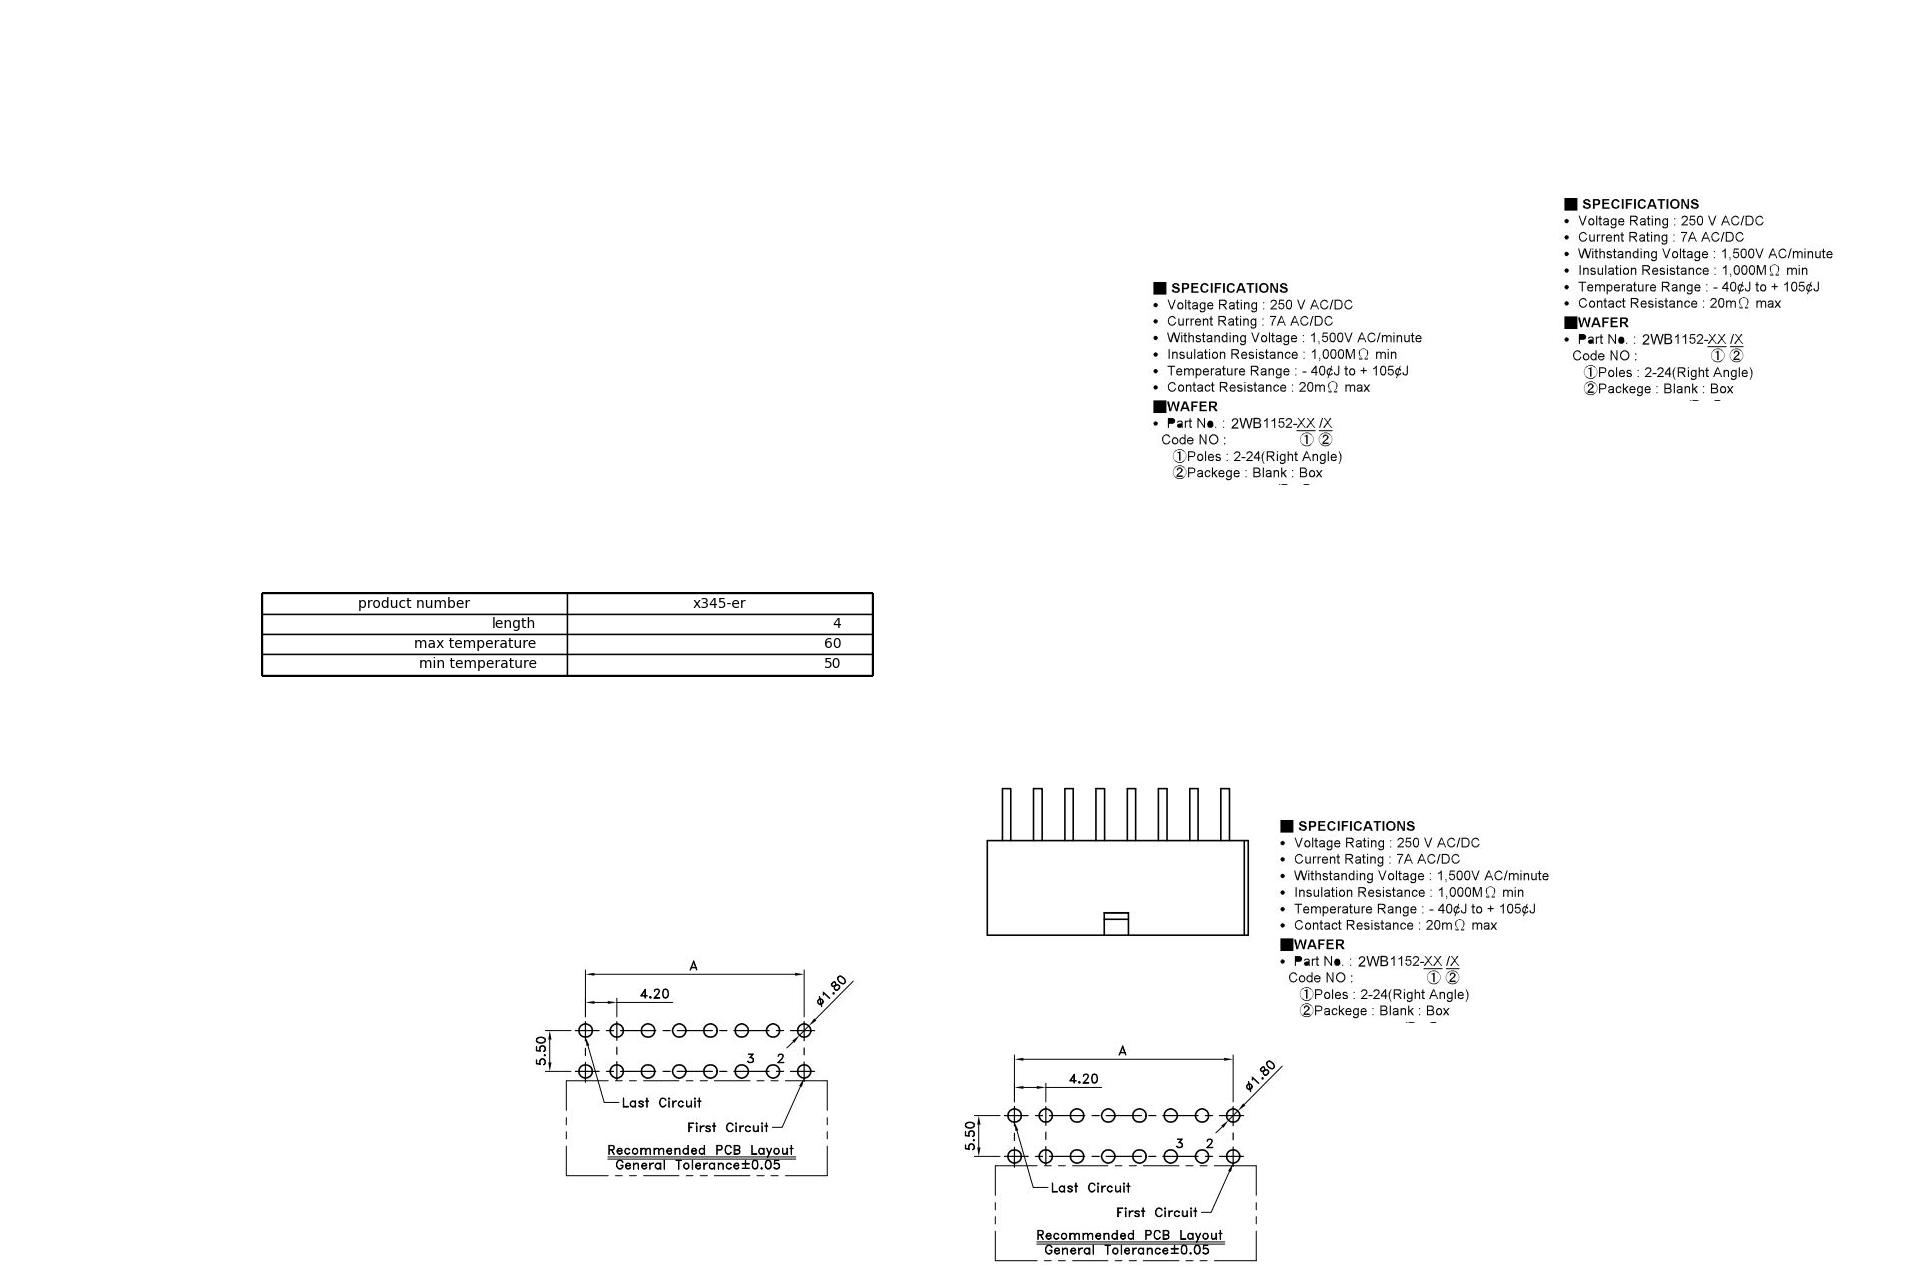 ■ SPECIFICATIONS
• Voltage Rating : 250 V AC/DC
• Current Rating : 7A AC/DC
• Withstanding Voltage : 1,500V AC/minute
• Insulation Resistance : 1,000MΩ min
• Temperature Range : - 40¢J to + 105¢J
• Contact Resistance : 20mΩ max
■WAFER
• Part No. : 2WB1152-XX /X
Code NO : ① ②
①Poles : 2-24(Right Angle)
②Packege : Blank : Box
■ SPECIFICATIONS
• Voltage Rating : 250 V AC/DC
• Current Rating : 7A AC/DC
• Withstanding Voltage : 1,500V AC/minute
• Insulation Resistance : 1,000MΩ min
• Temperature Range : - 40¢J to + 105¢J
• Contact Resistance : 20mΩ max
■WAFER
• Part No. : 2WB1152-XX /X
Code NO : ① ②
①Poles : 2-24(Right Angle)
②Packege : Blank : Box
product number x345-er
length 4
max temperature 60
min temperature 50
■ SPECIFICATIONS
• Voltage Rating : 250 V AC/DC
• Current Rating : 7A AC/DC
• Withstanding Voltage : 1,500V AC/minute
• Insulation Resistance : 1,000MΩ min
• Temperature Range : - 40¢J to + 105¢J
• Contact Resistance : 20mΩ max
■WAFER
• Part No. : 2WB1152-XX /X
Code NO : ① ②
①Poles : 2-24(Right Angle)
②Packege : Blank : Box
A
4.20
ø1.80
5.50
3 2
Last Circuit
First Circuit
Recommended PCB Layout
General Tolerance±0.05
A
4.20
ø1.80
5.50
3 2
Last Circuit
First Circuit
Recommended PCB Layout
General Tolerance±0.05